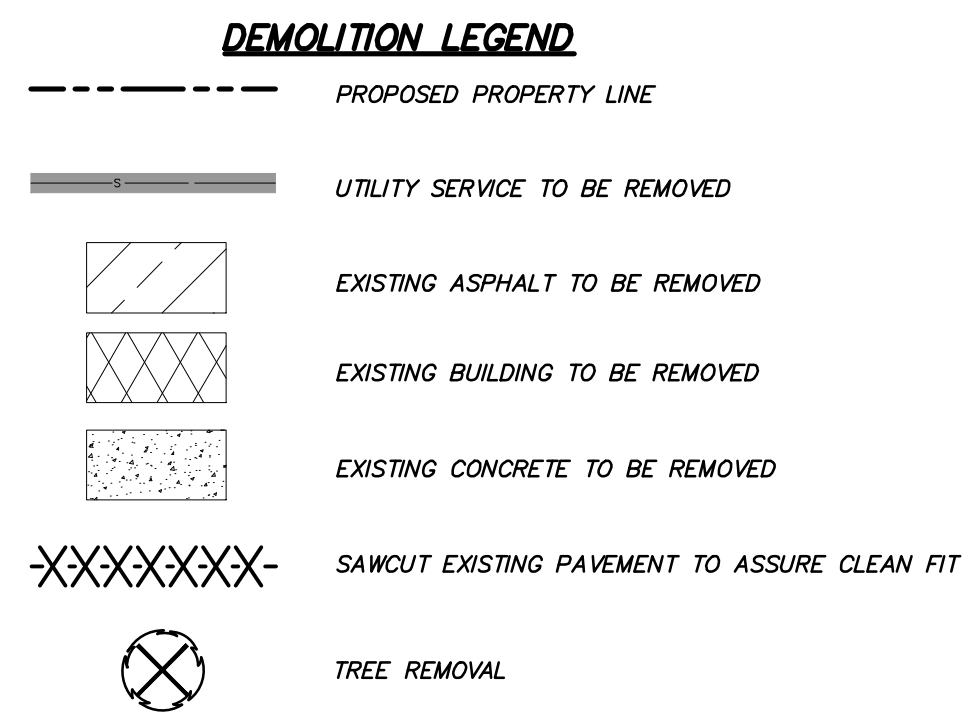 DEMOLITION LEGEND
PROPOSED PROPERTY LINE
S
UTILITY SERVICE TO BE REMOVED
EXISTING ASPHALT TO BE REMOVED
EXISTING BUILDING TO BE REMOVED
EXISTING CONCRETE TO BE REMOVED
SAWCUT EXISTING PAVEMENT TO ASSURE CLEAN FIT
TREE REMOVAL